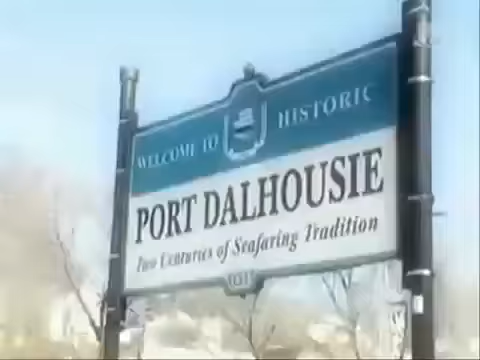 WELCOME TO HISTORIC
PORT DALHOUSIE
Two Centuries of Seafaring Tradition